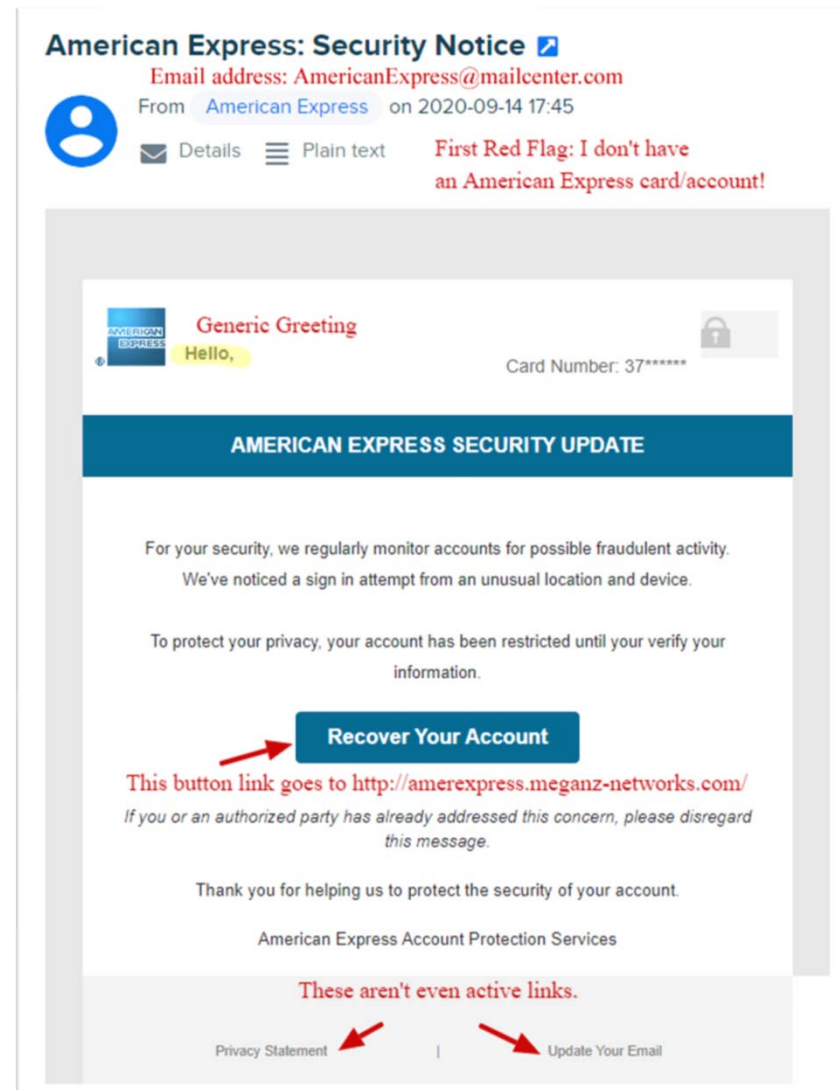 American Express: Security Notice
Email address: AmericanExpress@mailcenter.com
From American Express on 2020-09-14 17:45
Details Plain text
First Red Flag: I don't have
an American Express card/account!
AMERICAN
EXPRESS
®
Generic Greeting
Hello,
Card Number: 37******
AMERICAN EXPRESS SECURITY UPDATE
For your security, we regularly monitor accounts for possible fraudulent activity.
We've noticed a sign in attempt from an unusual location and device.
To protect your privacy, your account has been restricted until your verify your
information.
Recover Your Account
This button link goes to http://amerexpress.meganz-networks.com/
If you or an authorized party has already addressed this concern, please disregard
this message.
Thank you for helping us to protect the security of your account.
American Express Account Protection Services
These aren't even active links.
Privacy Statement | Update Your Email